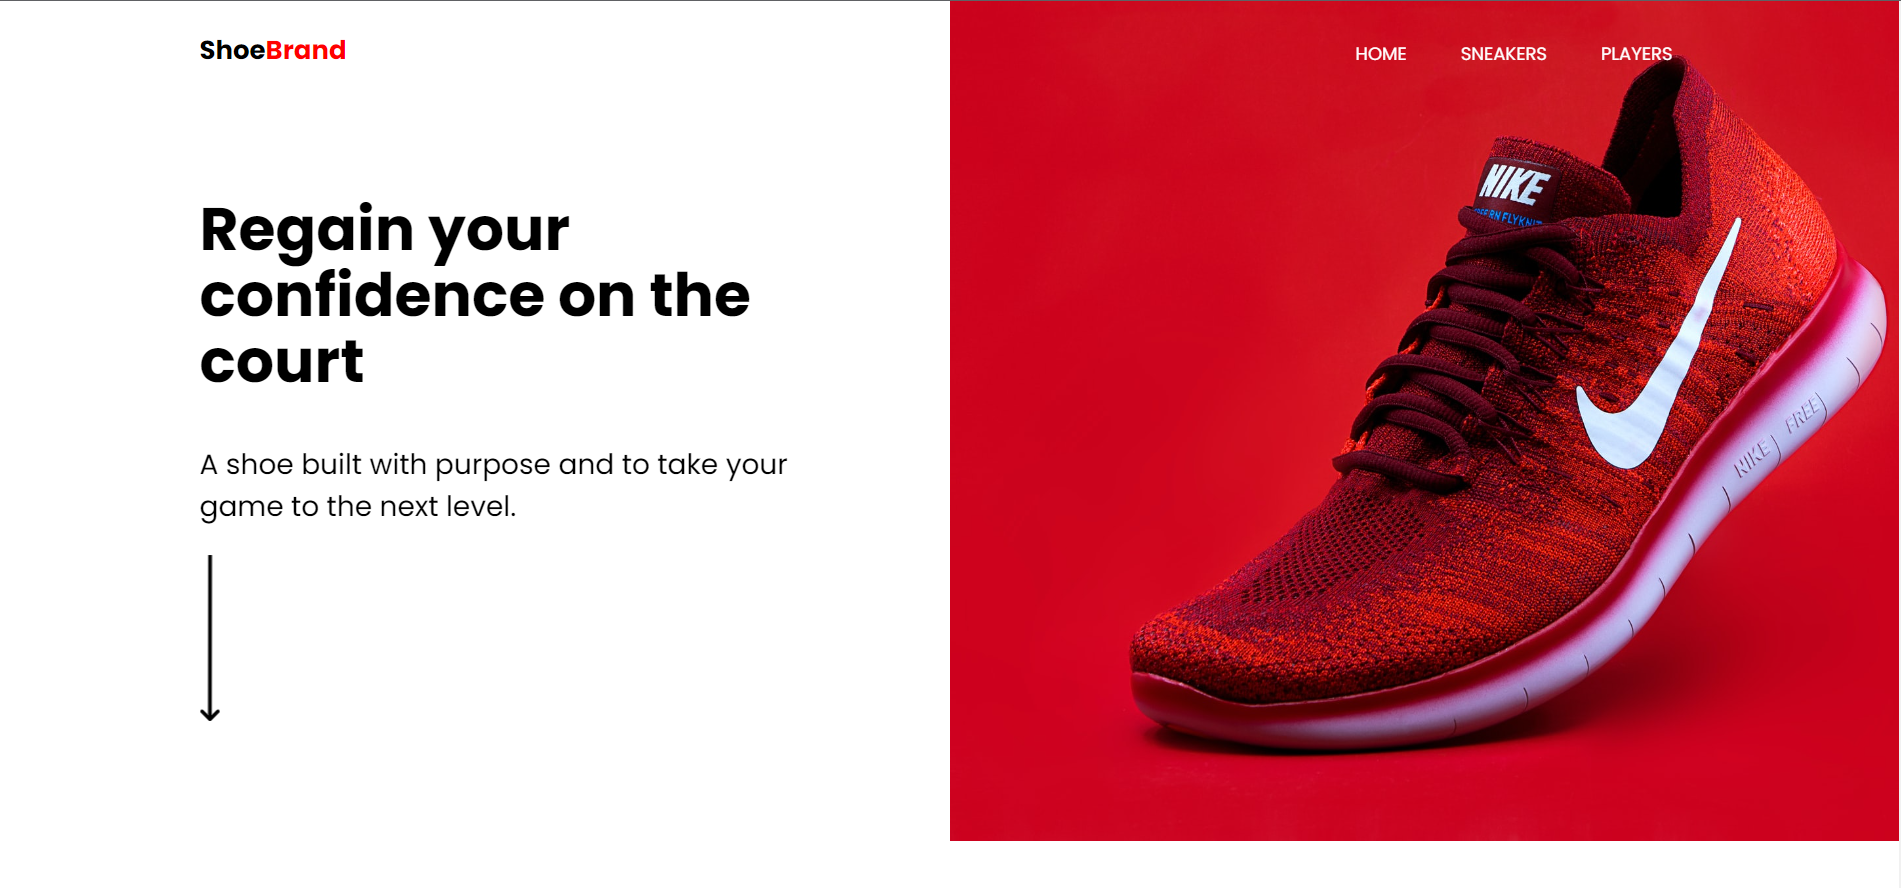 ShoeBrand
HOME SNEAKERS PLAYERS
Regain your
confidence on the
court
A shoe built with purpose and to take your
game to the next level.
NIKE
FREE RN FLYKNIT
NIKE FREE